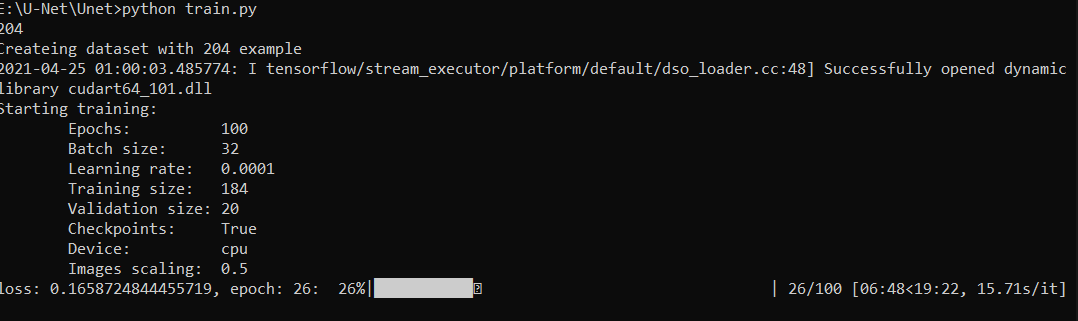 E:\U-Net\Unet>python train.py
204
Createing dataset with 204 example
2021-04-25 01:00:03.485774: I tensorflow/stream_executor/platform/default/dso_loader.cc:48] Successfully opened dynamic
library cudart64_101.dll
Starting training:
Epochs: 100
Batch size: 32
Learning rate: 0.0001
Training size: 184
Validation size: 20
Checkpoints: True
Device: cpu
Images scaling: 0.5
loss: 0.1658724844455719, epoch: 26: 26%| | 26/100 [06:48<19:22, 15.71s/it]